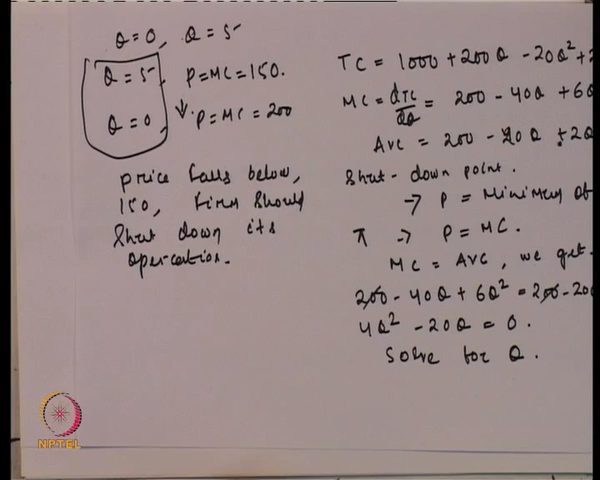 Q=0, Q=5
Q=5, P=MC=150.
Q=0, ↓ P=MC=200
Price falls below,
150, Firm Should
Shut down its
operation.
TC = 1000 + 200Q - 20Q² + 2
MC = dTC/dQ = 200 - 40Q + 6Q
AVC = 200 - 20Q + 2Q
Shut-down point.
→ P = Minimum of
π → P = MC.
MC = AVC, we get.
200 - 40Q + 6Q² = 200 - 20Q
4Q² - 20Q = 0.
Solve for Q.
NPTEL